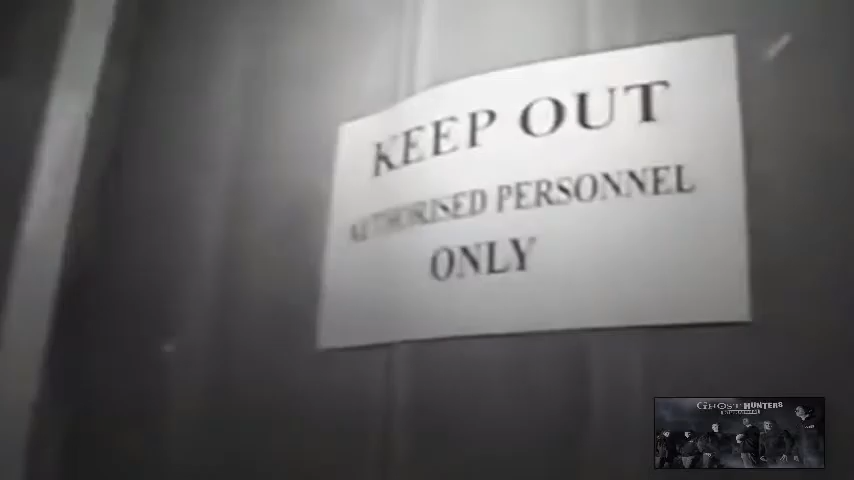 KEEP OUT
AUTHORISED PERSONNEL
ONLY
GHOST HUNTERS